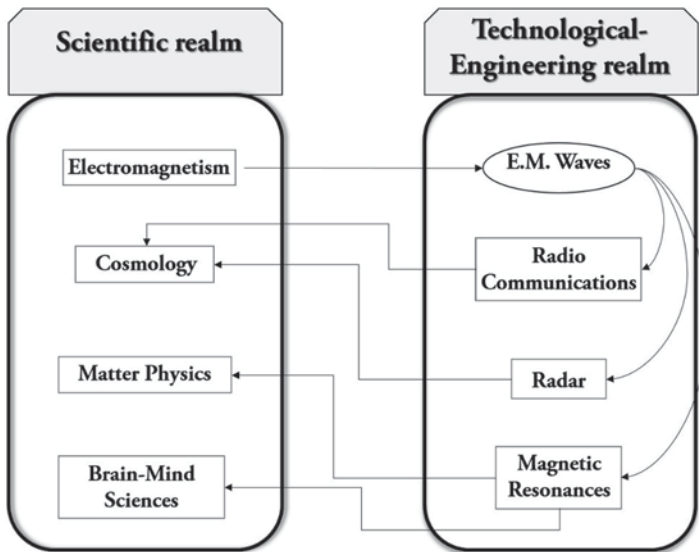 Scientific realm
Technological-
Engineering realm
Electromagnetism
E.M. Waves
Cosmology
Radio
Communications
Matter Physics
Radar
Brain-Mind
Sciences
Magnetic
Resonances